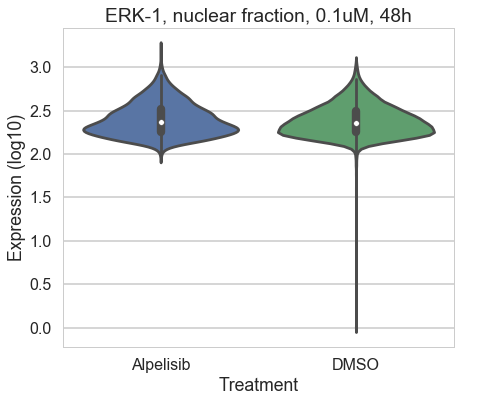 ERK-1, nuclear fraction, 0.1uM, 48h
Expression (log10)
3.0
2.5
2.0
1.5
1.0
0.5
0.0
Alpelisib DMSO
Treatment